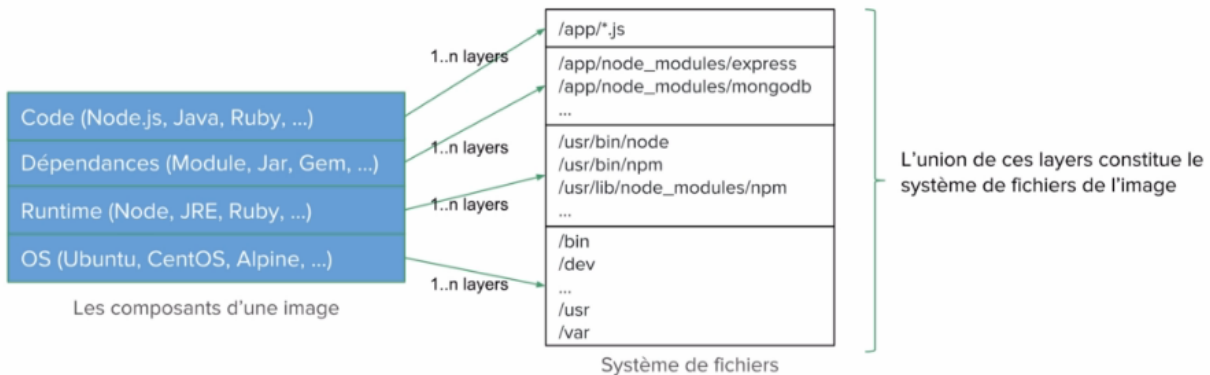 Code (Node.js, Java, Ruby, ...)
Dépendances (Module, Jar, Gem, ...)
Runtime (Node, JRE, Ruby, ...)
OS (Ubuntu, CentOS, Alpine, ...)
Les composants d'une image
1..n layers
1..n layers
1..n layers
1..n layers
/app/*.js
/app/node_modules/express
/app/node_modules/mongodb
...
/usr/bin/node
/usr/bin/npm
/usr/lib/node_modules/npm
...
/bin
/dev
...
/usr
/var
Système de fichiers
L'union de ces layers constitue le
système de fichiers de l'image